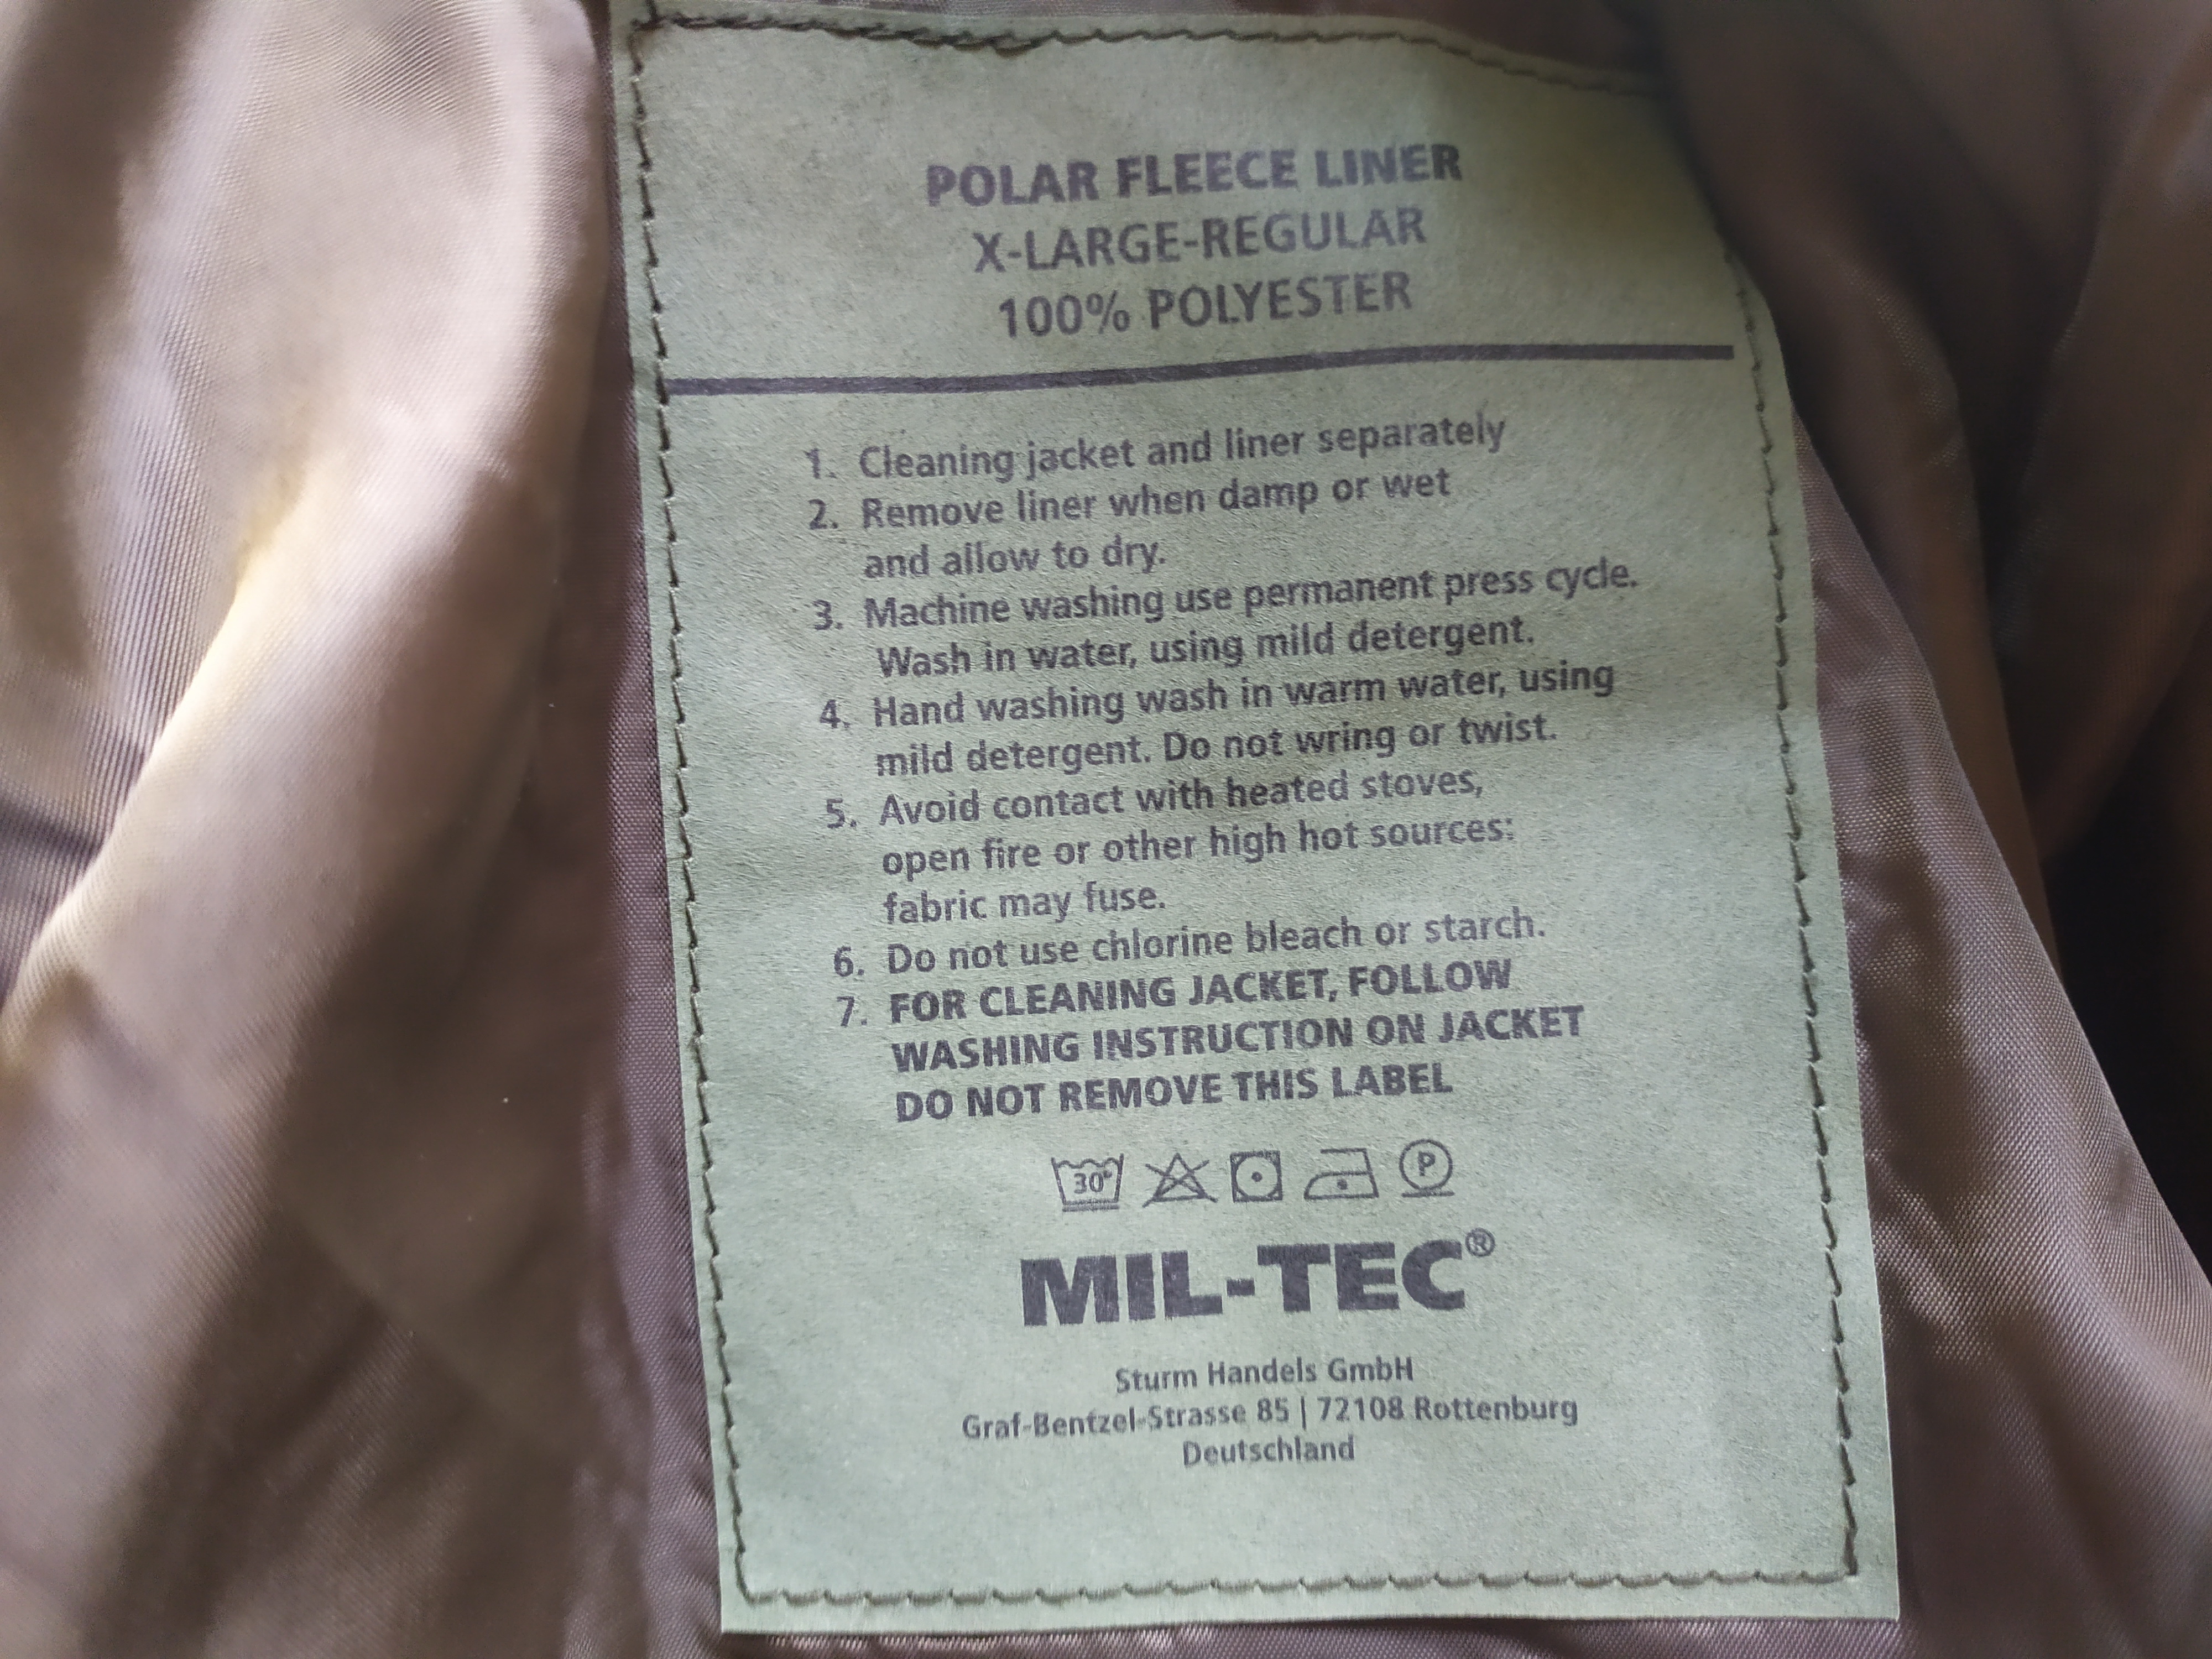 POLAR FLEECE LINER
X-LARGE-REGULAR
100% POLYESTER
1. Cleaning jacket and liner separately
2. Remove liner when damp or wet
and allow to dry.
3. Machine washing use permanent press cycle.
Wash in water, using mild detergent.
4. Hand washing wash in warm water, using
mild detergent. Do not wring or twist.
5. Avoid contact with heated stoves,
open fire or other high hot sources:
fabric may fuse.
6. Do not use chlorine bleach or starch.
7. FOR CLEANING JACKET, FOLLOW
WASHING INSTRUCTION ON JACKET
DO NOT REMOVE THIS LABEL
30° P
MIL-TEC®
Sturm Handels GmbH
Graf-Bentzel-Strasse 85 | 72108 Rottenburg
Deutschland